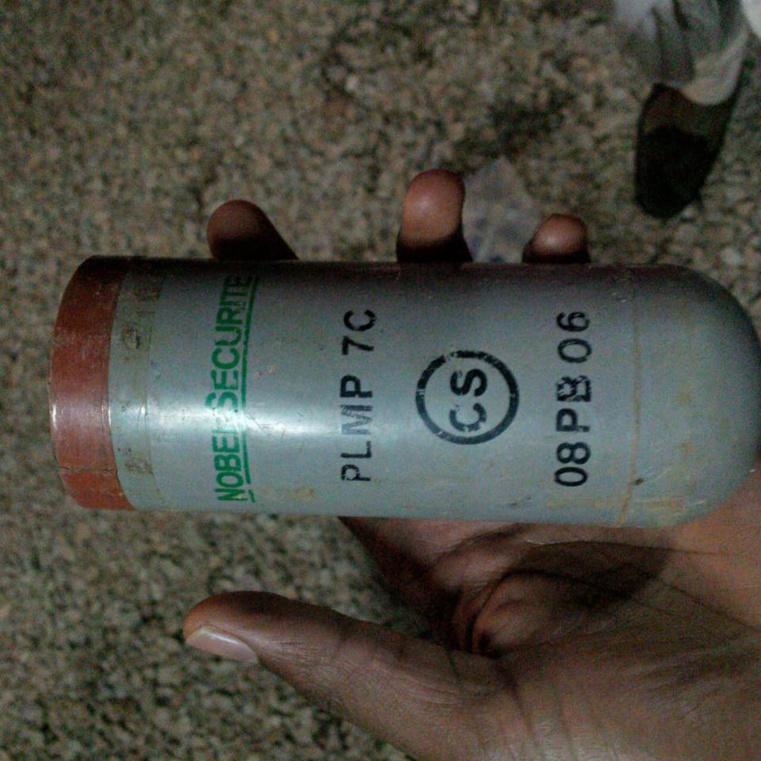 NOBEL SECURITE
PLMP 7C
CS
08 PB 06